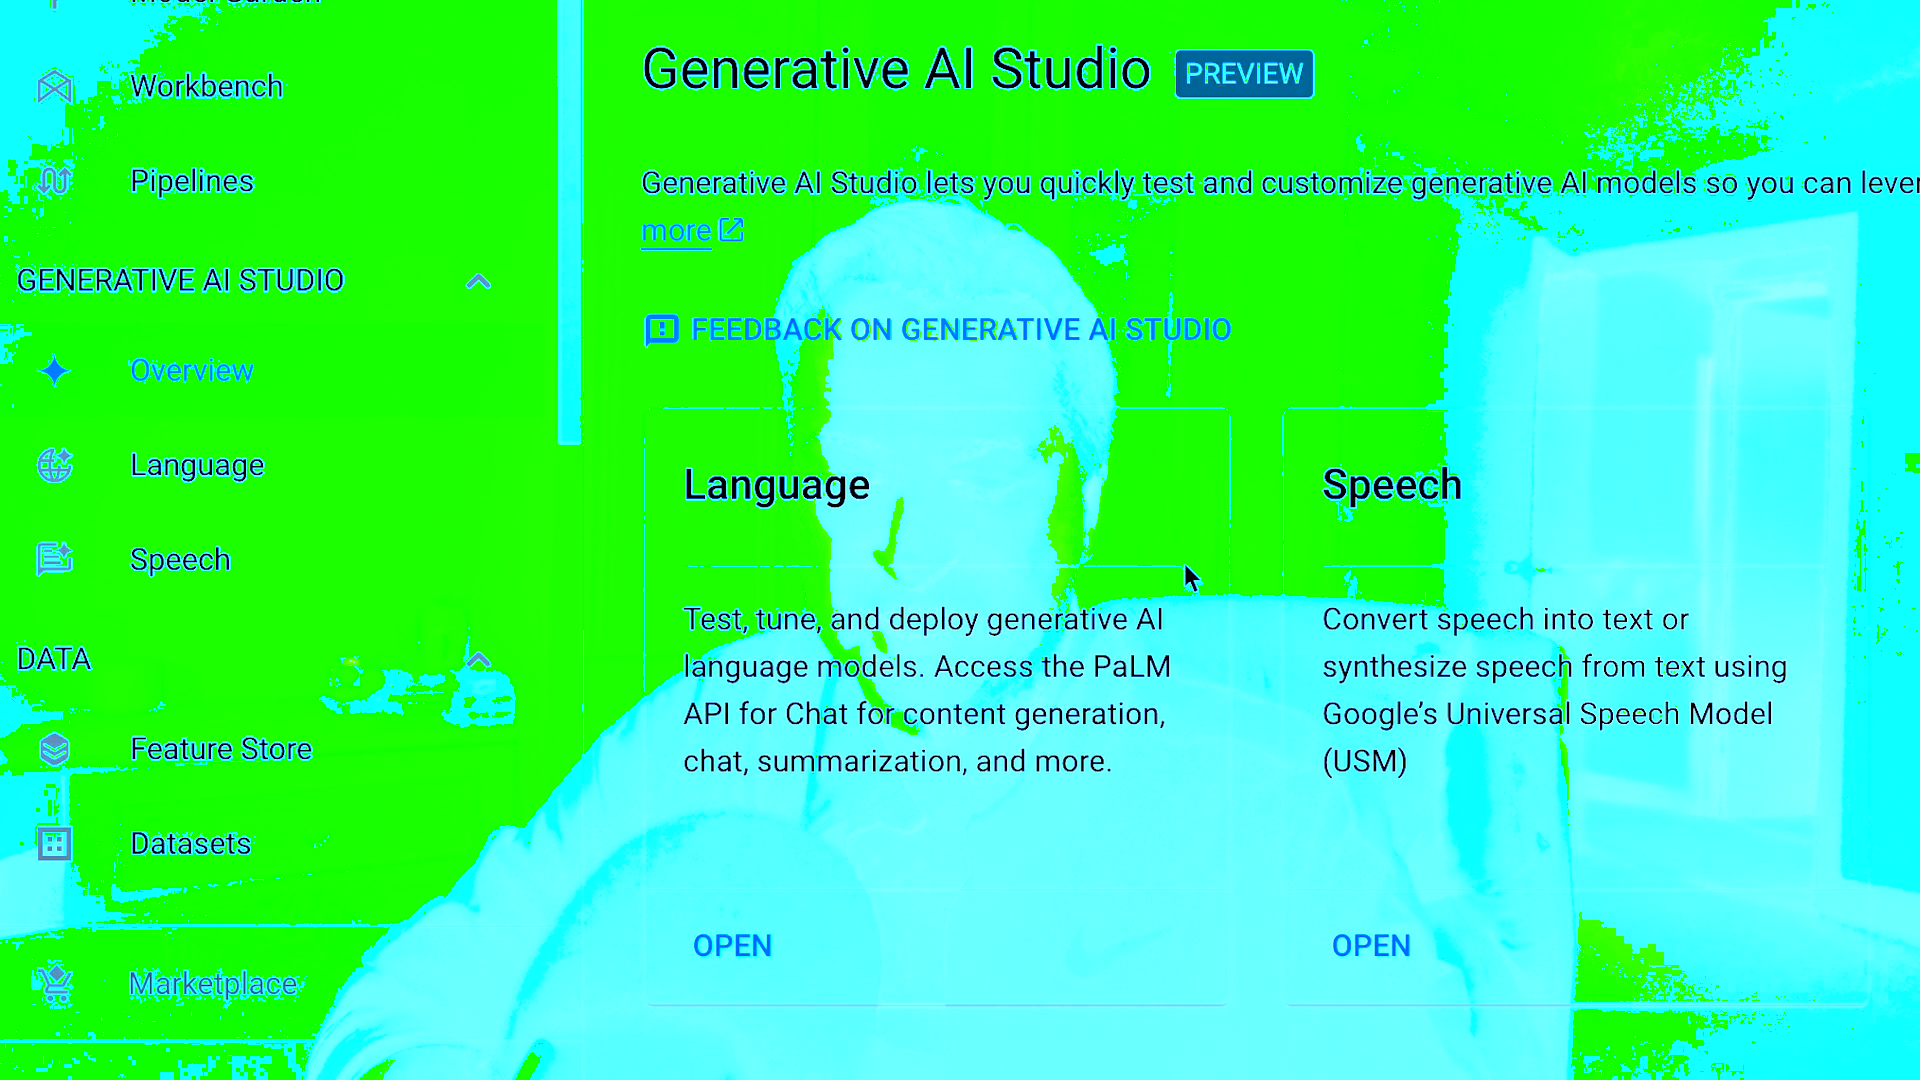 Model Garden
Workbench
Pipelines
GENERATIVE AI STUDIO
Overview
Language
Speech
DATA
Feature Store
Datasets
Marketplace
Generative AI Studio PREVIEW
Generative AI Studio lets you quickly test and customize generative AI models so you can lever
more
FEEDBACK ON GENERATIVE AI STUDIO
Language
Test, tune, and deploy generative AI
language models. Access the PaLM
API for Chat for content generation,
chat, summarization, and more.
OPEN
Speech
Convert speech into text or
synthesize speech from text using
Google’s Universal Speech Model
(USM)
OPEN